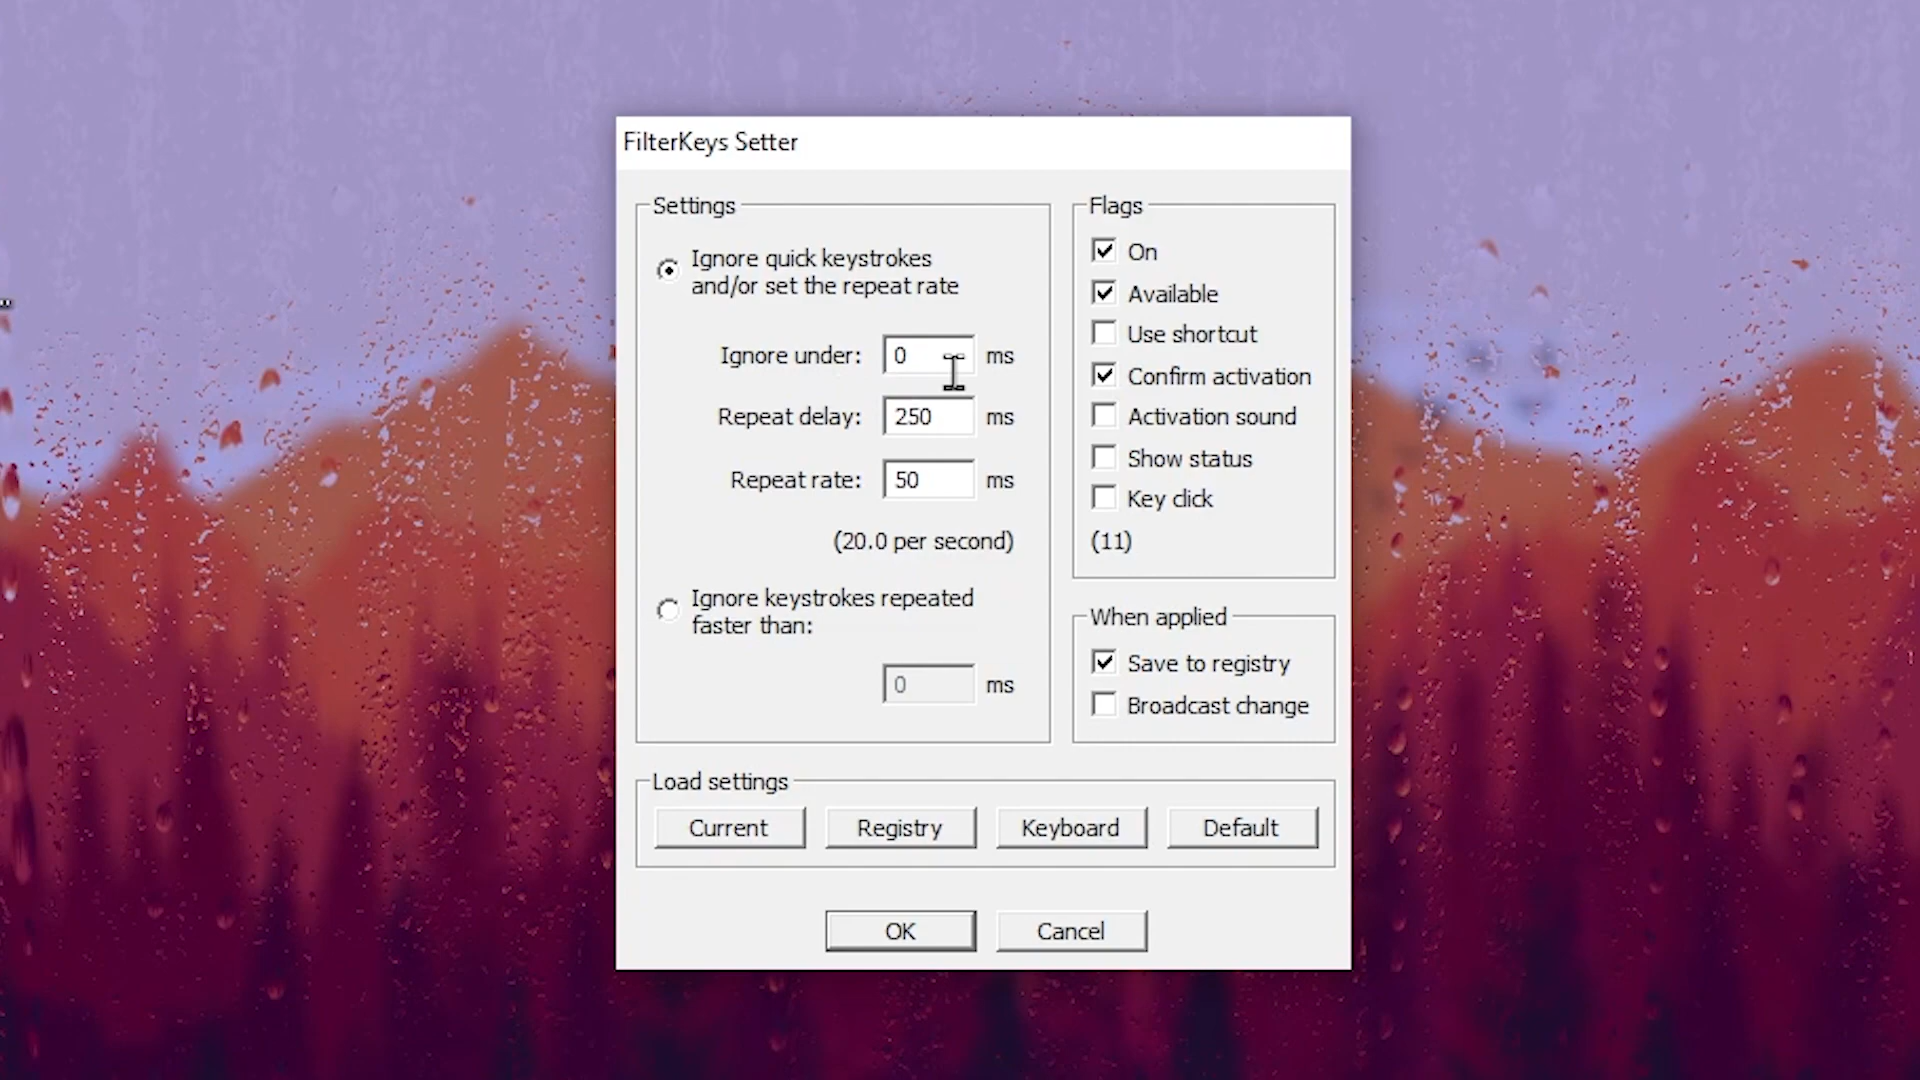 FilterKeys Setter
Settings
Ignore quick keystrokes
and/or set the repeat rate
Ignore under: 0 ms
Repeat delay: 250 ms
Repeat rate: 50 ms
(20.0 per second)
Ignore keystrokes repeated
faster than:
0 ms
Flags
On
Available
Use shortcut
Confirm activation
Activation sound
Show status
Key click
(11)
When applied
Save to registry
Broadcast change
Load settings
Current Registry Keyboard Default
OK Cancel